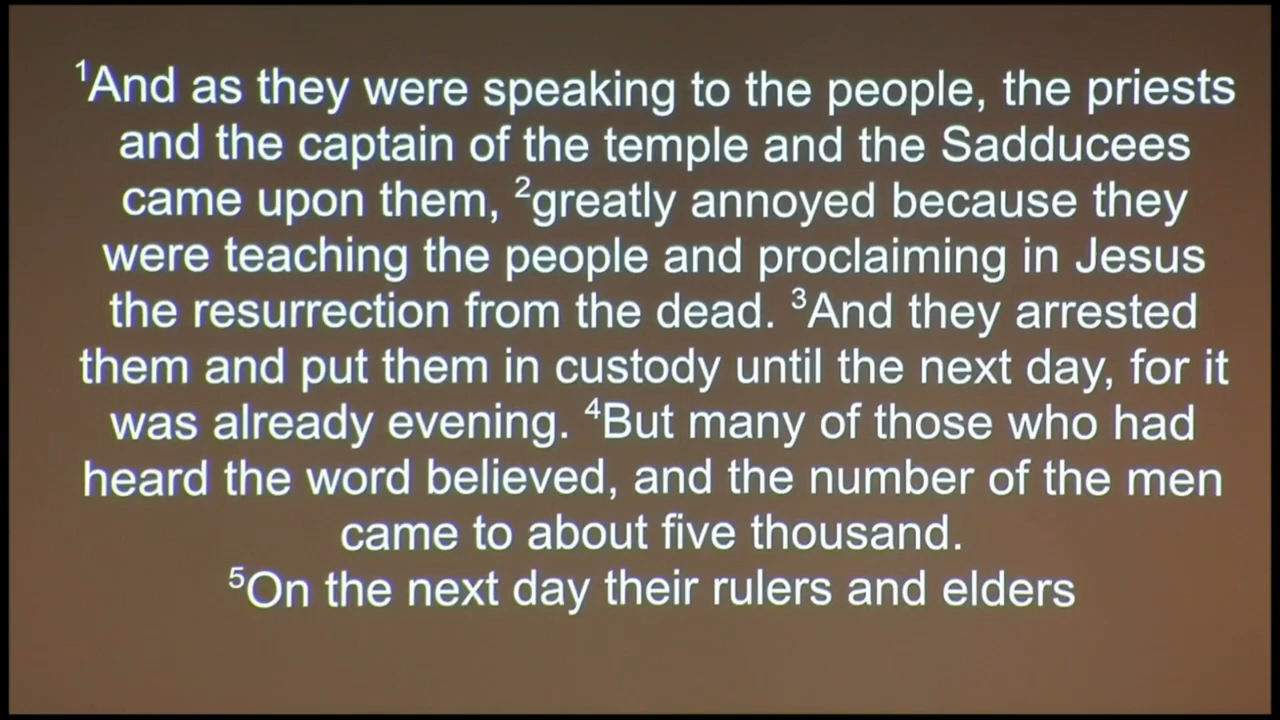 ¹And as they were speaking to the people, the priests
and the captain of the temple and the Sadducees
came upon them, ²greatly annoyed because they
were teaching the people and proclaiming in Jesus
the resurrection from the dead. ³And they arrested
them and put them in custody until the next day, for it
was already evening. ⁴But many of those who had
heard the word believed, and the number of the men
came to about five thousand.
⁵On the next day their rulers and elders